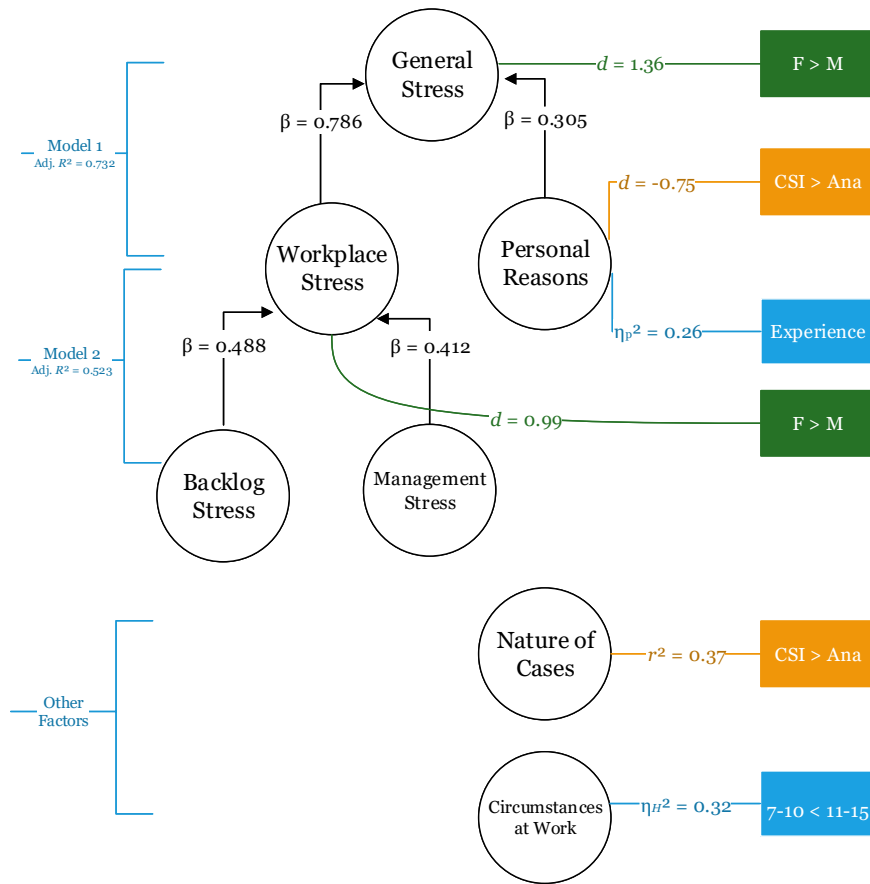 General
Stress
d = 1.36
F > M
β = 0.786
β = 0.305
Model 1
Adj. R² = 0.732
d = -0.75
CSI > Ana
Workplace
Stress
Personal
Reasons
ηp² = 0.26
Experience
β = 0.488
β = 0.412
Model 2
Adj. R² = 0.523
d = 0.99
F > M
Backlog
Stress
Management
Stress
Nature of
Cases
r² = 0.37
CSI > Ana
Other
Factors
Circumstances
at Work
ηH² = 0.32
7-10 < 11-15